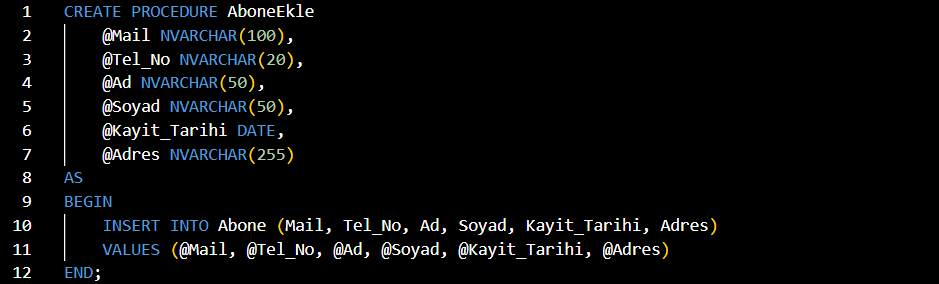 1 CREATE PROCEDURE AboneEkle
2 @Mail NVARCHAR(100),
3 @Tel_No NVARCHAR(20),
4 @Ad NVARCHAR(50),
5 @Soyad NVARCHAR(50),
6 @Kayit_Tarihi DATE,
7 @Adres NVARCHAR(255)
8 AS
9 BEGIN
10 INSERT INTO Abone (Mail, Tel_No, Ad, Soyad, Kayit_Tarihi, Adres)
11 VALUES (@Mail, @Tel_No, @Ad, @Soyad, @Kayit_Tarihi, @Adres)
12 END;